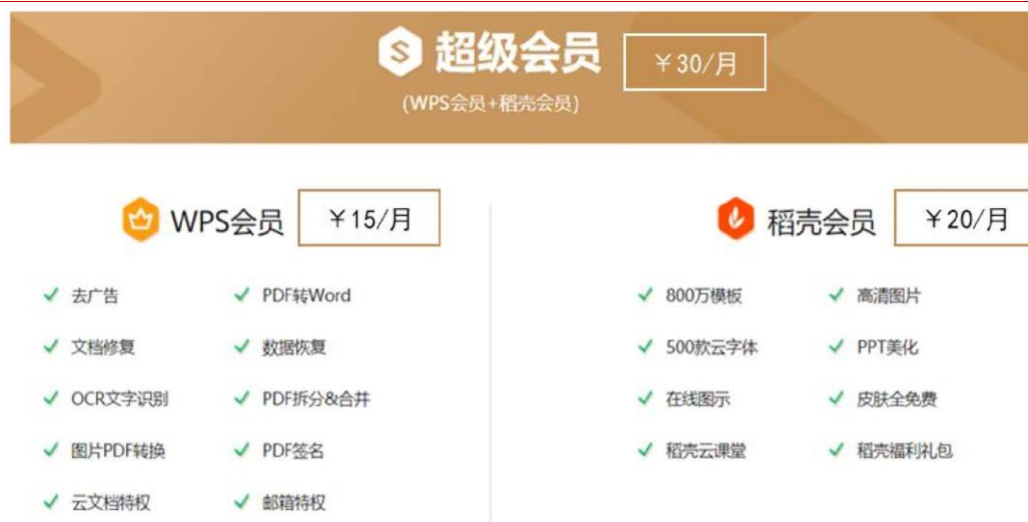 超级会员 ￥30/月
(WPS会员+稻壳会员)
WPS会员 ￥15/月
去广告 PDF转Word
文档修复 数据恢复
OCR文字识别 PDF拆分&合并
图片PDF转换 PDF签名
云文档特权 邮箱特权
稻壳会员 ￥20/月
800万模板 高清图片
500款云字体 PPT美化
在线图示 皮肤全免费
稻壳云课堂 稻壳福利礼包